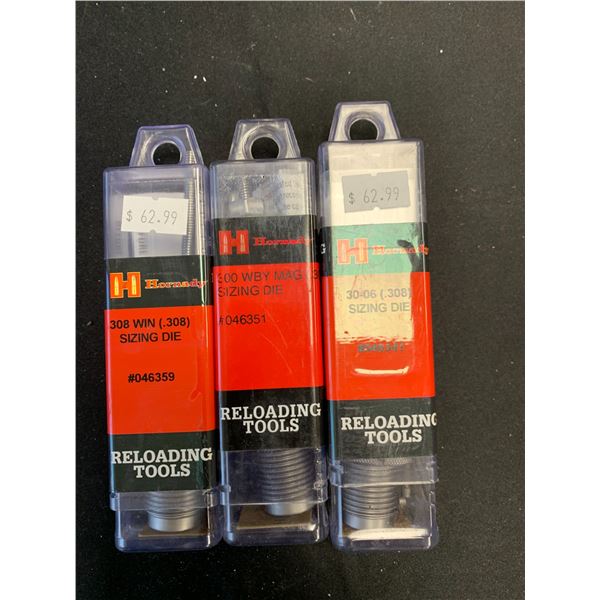 $ 62.99
H Hornady
308 WIN (.308)
SIZING DIE
#046359
RELOADING
TOOLS
H Hornady
300 WBY MAG
SIZING DIE
#046351
RELOADING
TOOLS
$ 62.99
H Hornady
30-06 (.308)
SIZING DIE
RELOADING
TOOLS